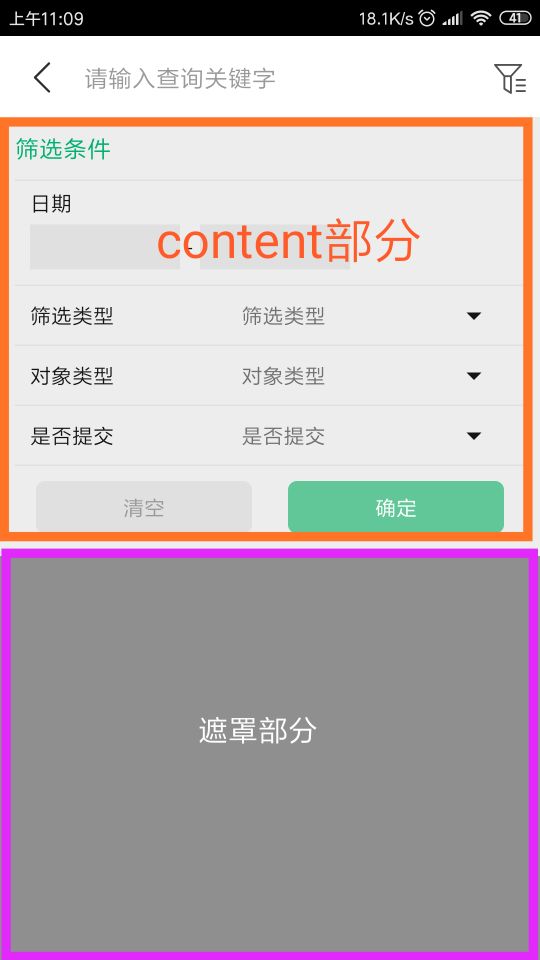 上午11:09 18.1K/s 41
请输入查询关键字
筛选条件
日期
-
content部分
筛选类型 筛选类型
对象类型 对象类型
是否提交 是否提交
清空 确定
遮罩部分